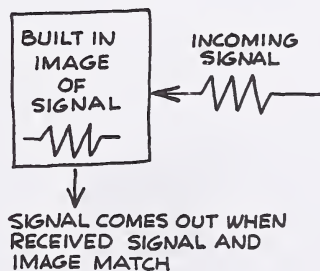 BUILT IN
IMAGE
OF
SIGNAL
INCOMING
SIGNAL
SIGNAL COMES OUT WHEN
RECEIVED SIGNAL AND
IMAGE MATCH